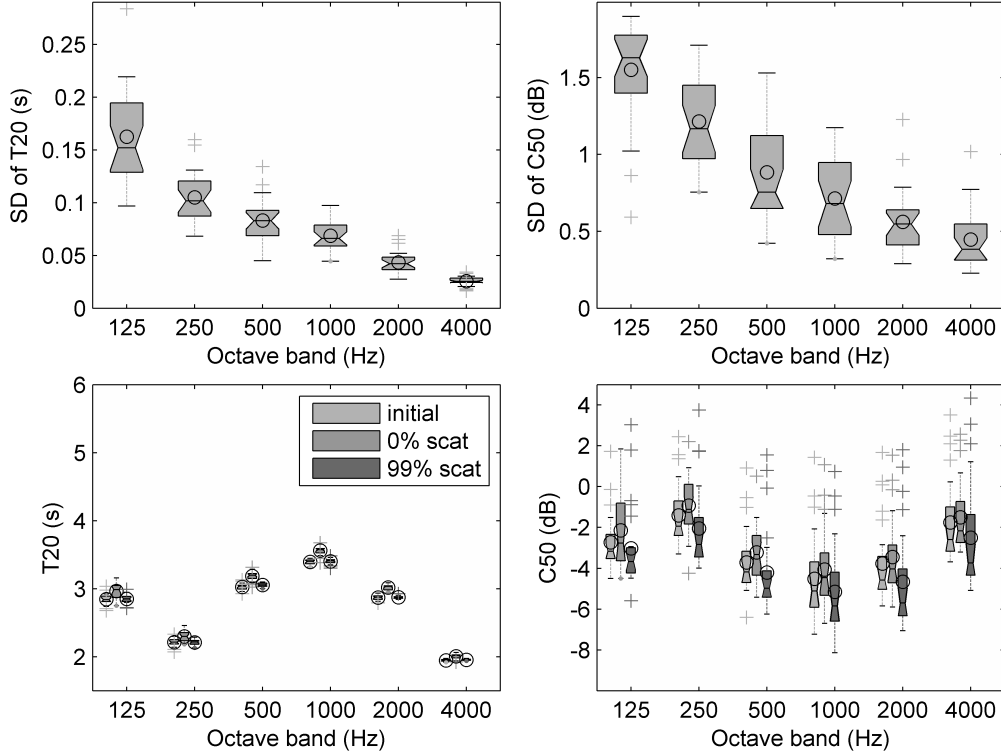 SD of T20 (s)
0.25
0.2
0.15
0.1
0.05
0
125 250 500 1000 2000 4000
Octave band (Hz)
SD of C50 (dB)
1.5
1
0.5
0
125 250 500 1000 2000 4000
Octave band (Hz)
T20 (s)
6
5
4
3
2
initial
0% scat
99% scat
125 250 500 1000 2000 4000
Octave band (Hz)
C50 (dB)
4
2
0
-2
-4
-6
-8
125 250 500 1000 2000 4000
Octave band (Hz)